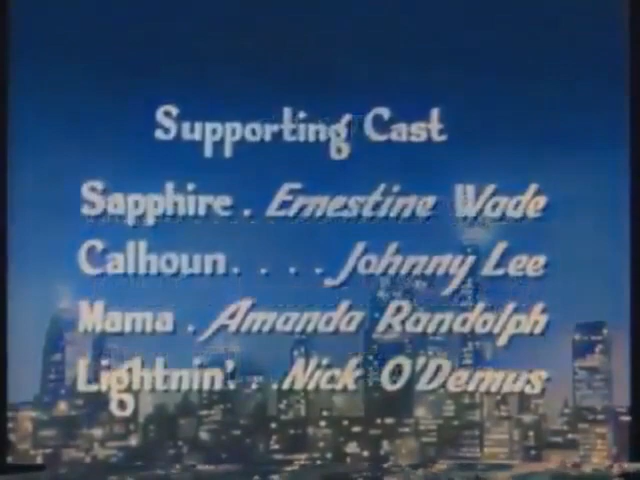 Supporting Cast
Sapphire . Ernestine Wade
Calhoun. . . . Johnny Lee
Mama . Amanda Randolph
Lightnin'. . . Nick O'Demus